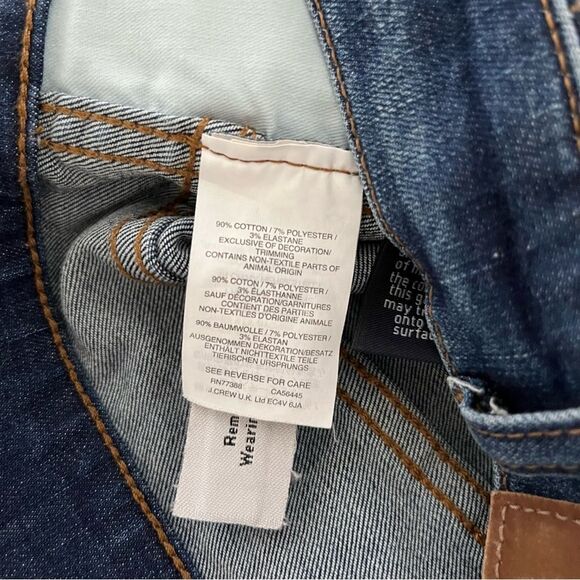 90% COTTON / 7% POLYESTER /
3% ELASTANE
EXCLUSIVE OF DECORATION/
TRIMMING
CONTAINS NON-TEXTILE PARTS OF
ANIMAL ORIGIN
90% COTON / 7% POLYESTER /
3% ÉLASTHANNE
SAUF DÉCORATION/GARNITURES
CONTIENT DES PARTIES
NON-TEXTILES D'ORIGINE ANIMALE
90% BAUMWOLLE / 7% POLYESTER /
3% ELASTAN
AUSGENOMMEN DEKORATION/BESATZ
ENTHÄLT NICHTTEXTILE TEILE
TIERISCHEN URSPRUNGS
SEE REVERSE FOR CARE
RN77388 CA56445
J.CREW U.K. Ltd EC4V 6JA
Rem
Wearin
of
the co
this g
may t
onto
surfa